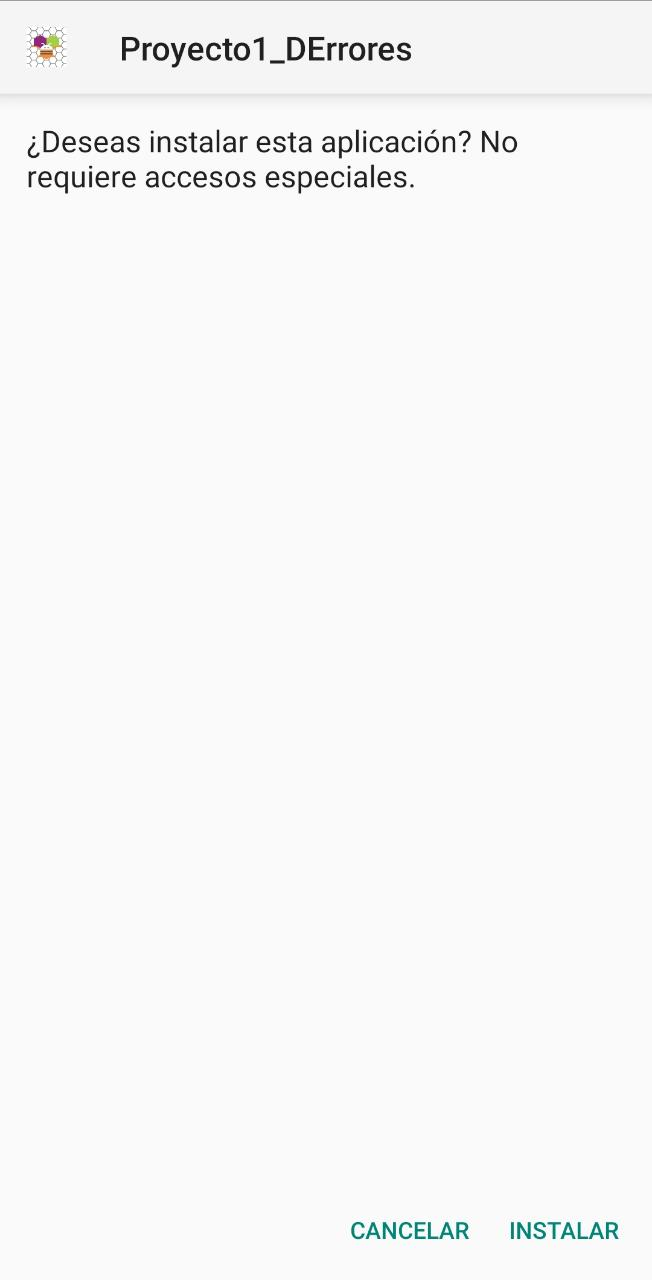 Proyecto1_DErrores
¿Deseas instalar esta aplicación? No
requiere accesos especiales.
CANCELAR INSTALAR